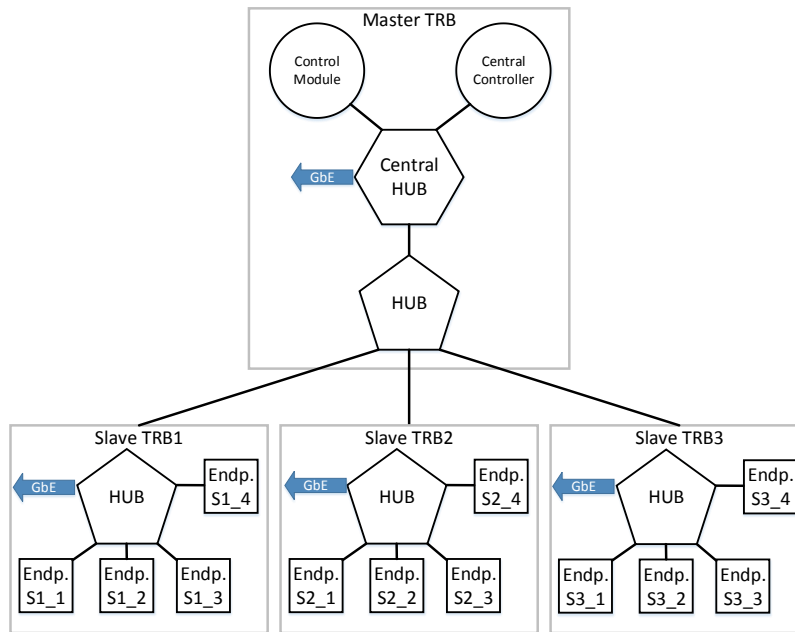 Master TRB
Control
Module
Central
Controller
GbE
Central
HUB
HUB
Slave TRB1
GbE
HUB
Endp.
S1_4
Endp.
S1_1
Endp.
S1_2
Endp.
S1_3
Slave TRB2
GbE
HUB
Endp.
S2_4
Endp.
S2_1
Endp.
S2_2
Endp.
S2_3
Slave TRB3
GbE
HUB
Endp.
S3_4
Endp.
S3_1
Endp.
S3_2
Endp.
S3_3